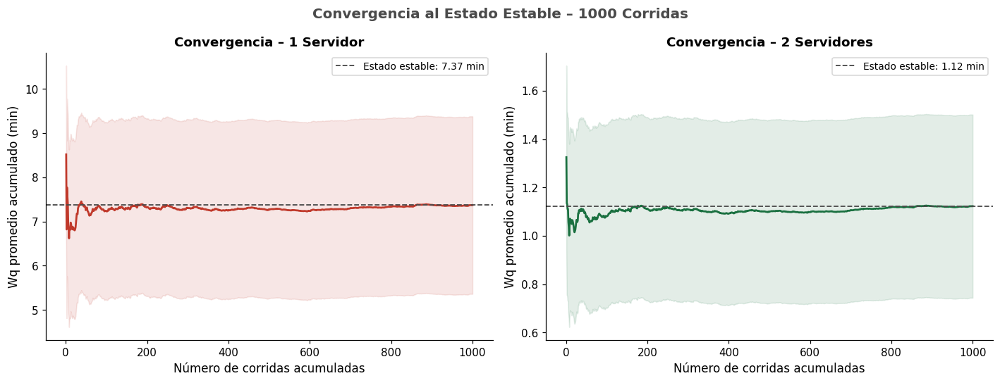 Convergencia al Estado Estable – 1000 Corridas
Convergencia – 1 Servidor
Estado estable: 7.37 min
Wq promedio acumulado (min)
10
9
8
7
6
5
0 200 400 600 800 1000
Número de corridas acumuladas
Convergencia – 2 Servidores
Estado estable: 1.12 min
Wq promedio acumulado (min)
1.6
1.4
1.2
1.0
0.8
0.6
0 200 400 600 800 1000
Número de corridas acumuladas